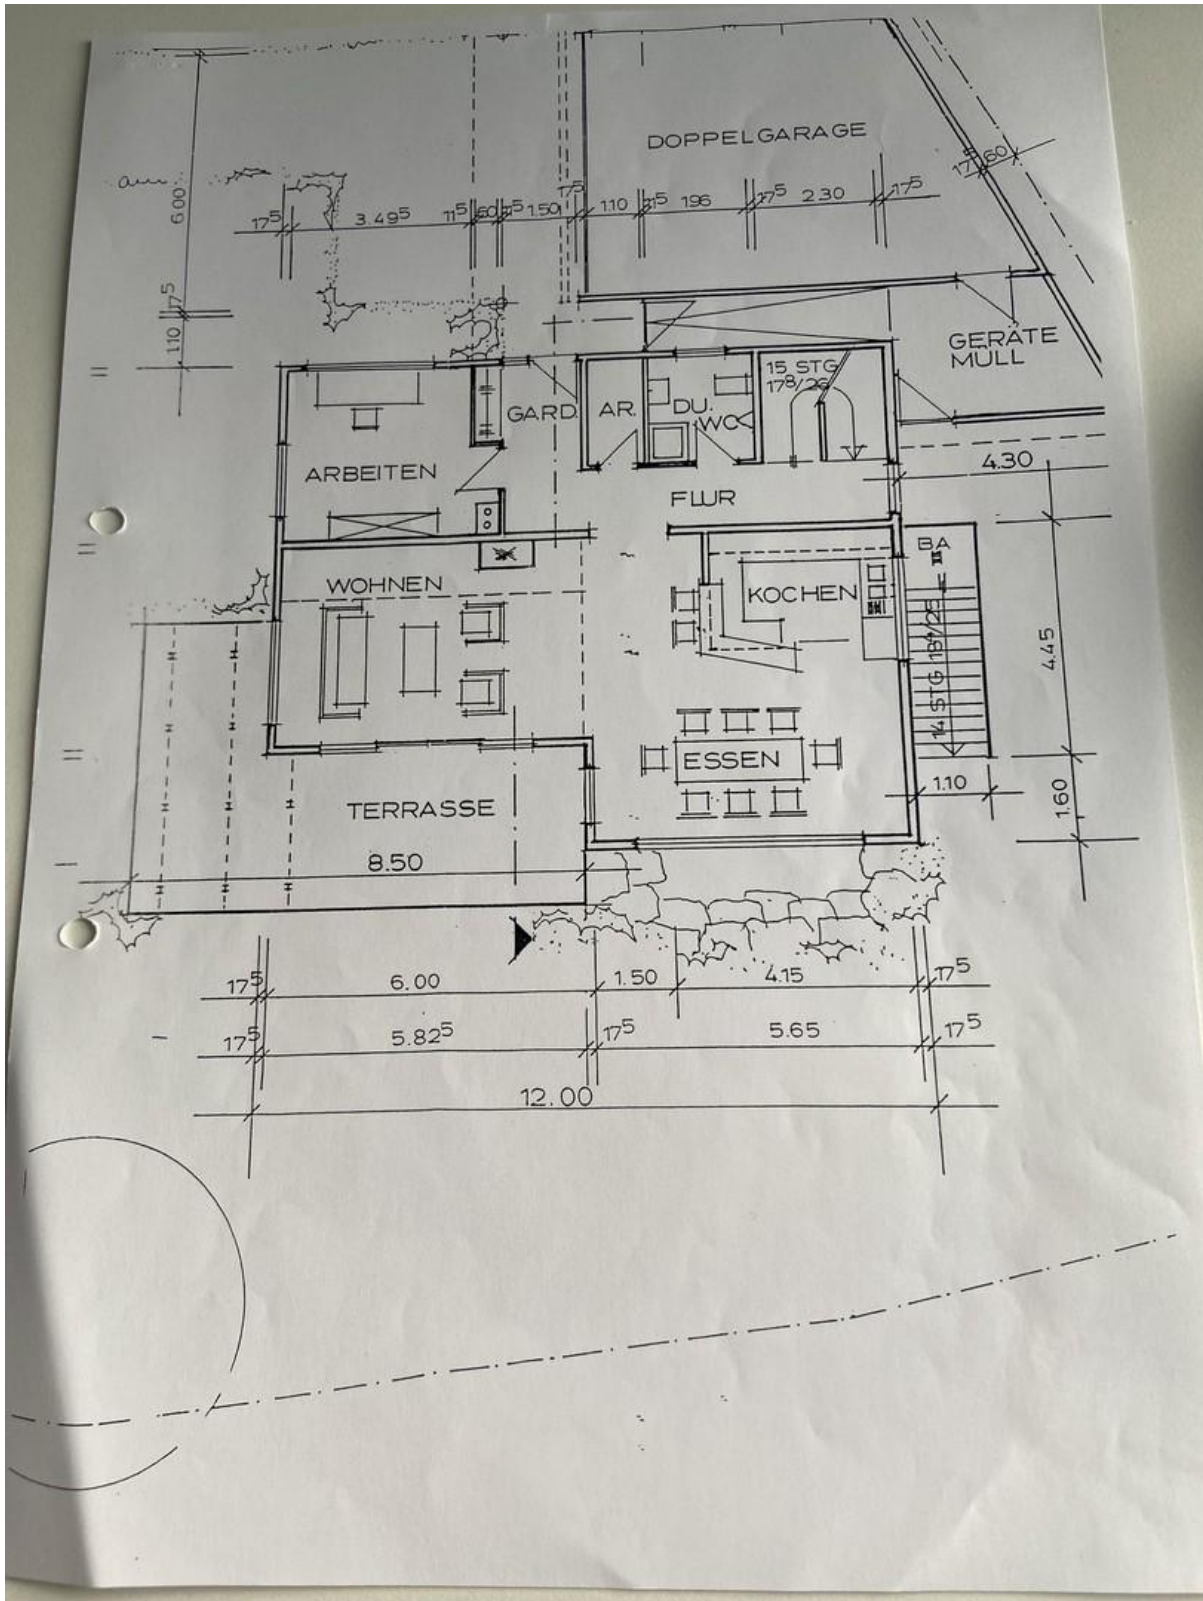 DOPPELGARAGE
17⁵
60
6.00
17⁵
3.49⁵
11⁵
60
1.50
17⁵
1.10
11⁵
1.96
17⁵
2.30
17⁵
17⁵
1.10
GERÄTE
MÜLL
15 STG
17⁸/26
GARD.
AR.
DU.
WC
ARBEITEN
4.30
FLUR
BA
WOHNEN
KOCHEN
14 STG
4.45
ESSEN
TERRASSE
1.10
1.60
8.50
17⁵
6.00
1.50
4.15
17⁵
17⁵
5.82⁵
17⁵
5.65
17⁵
12.00